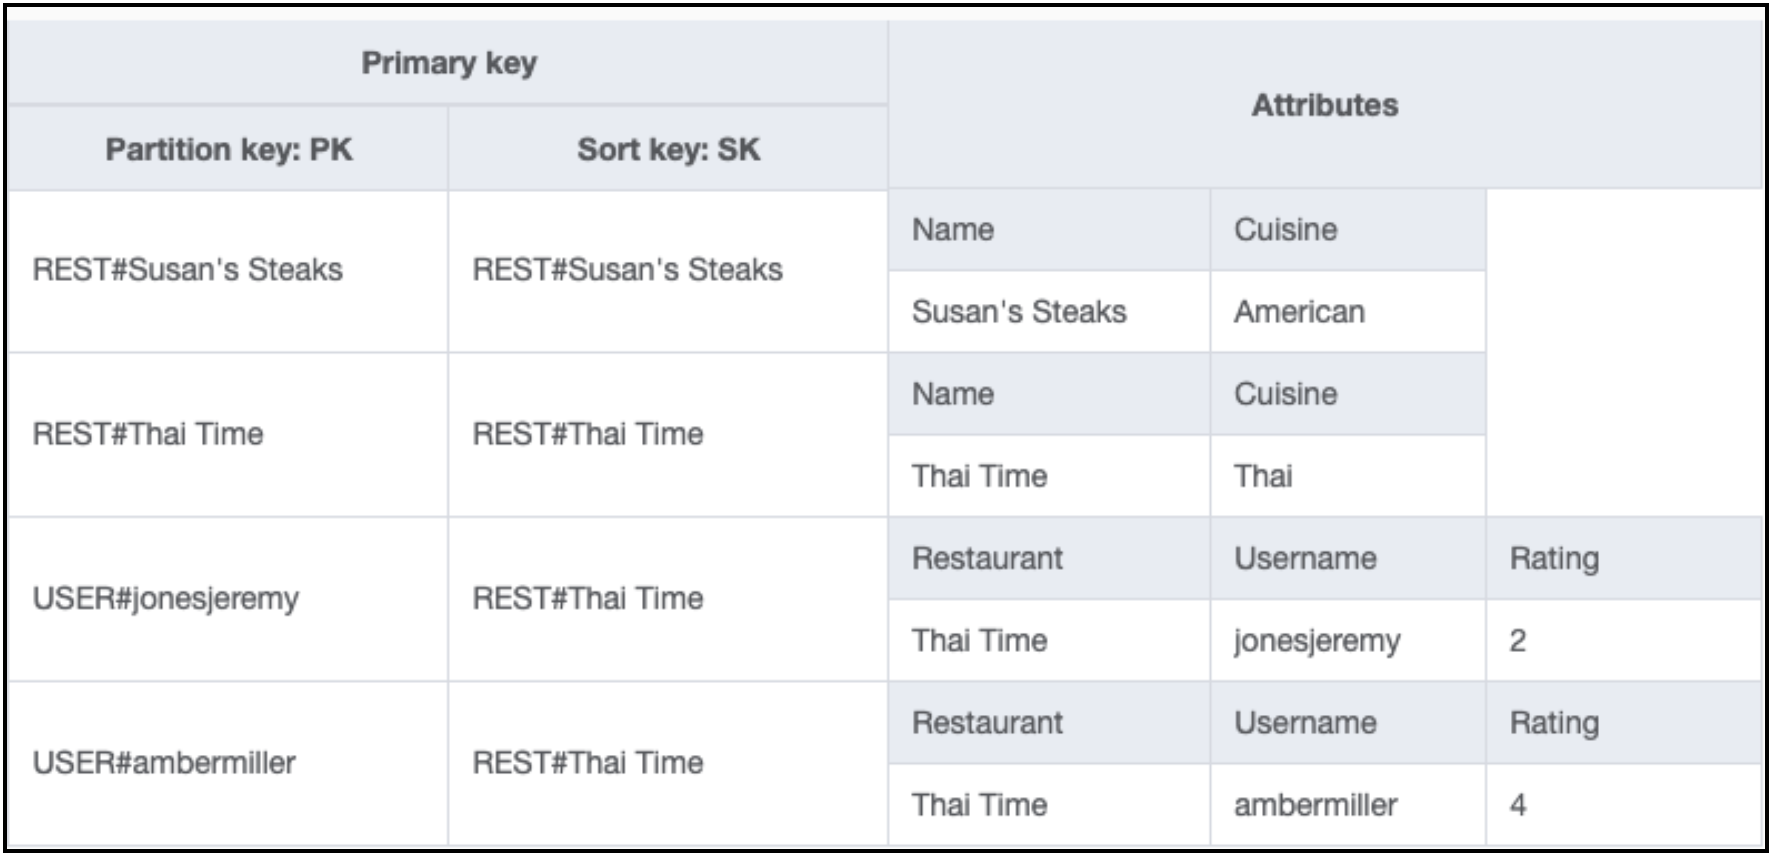 Primary key
Attributes
Partition key: PK Sort key: SK
Name Cuisine
REST#Susan's Steaks REST#Susan's Steaks
Susan's Steaks American
Name Cuisine
REST#Thai Time REST#Thai Time
Thai Time Thai
Restaurant Username Rating
USER#jonesjeremy REST#Thai Time
Thai Time jonesjeremy 2
Restaurant Username Rating
USER#ambermiller REST#Thai Time
Thai Time ambermiller 4